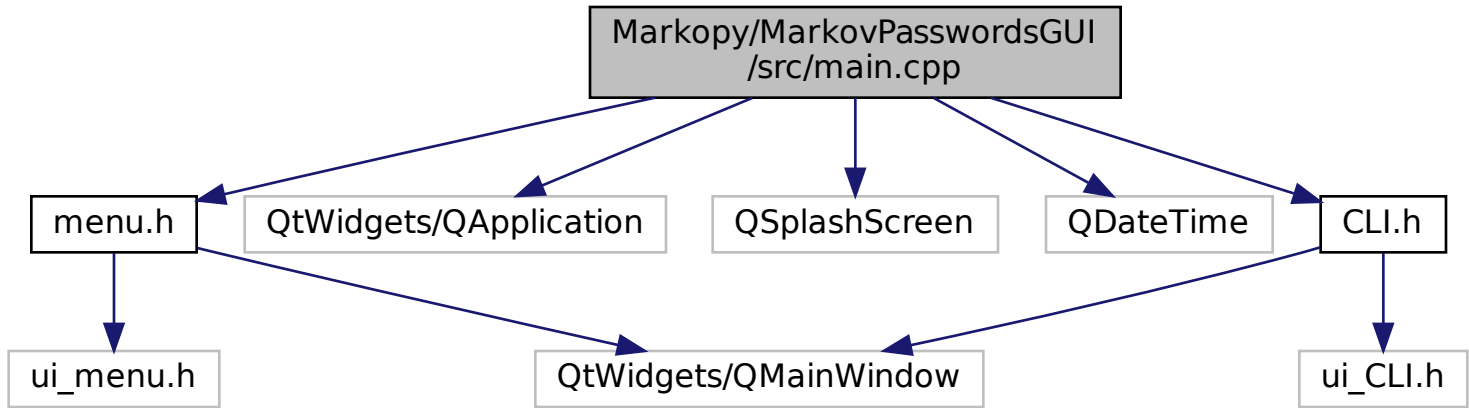 Markopy/MarkovPasswordsGUI
/src/main.cpp
menu.h
QtWidgets/QApplication
QSplashScreen
QDateTime
CLI.h
ui_menu.h
QtWidgets/QMainWindow
ui_CLI.h